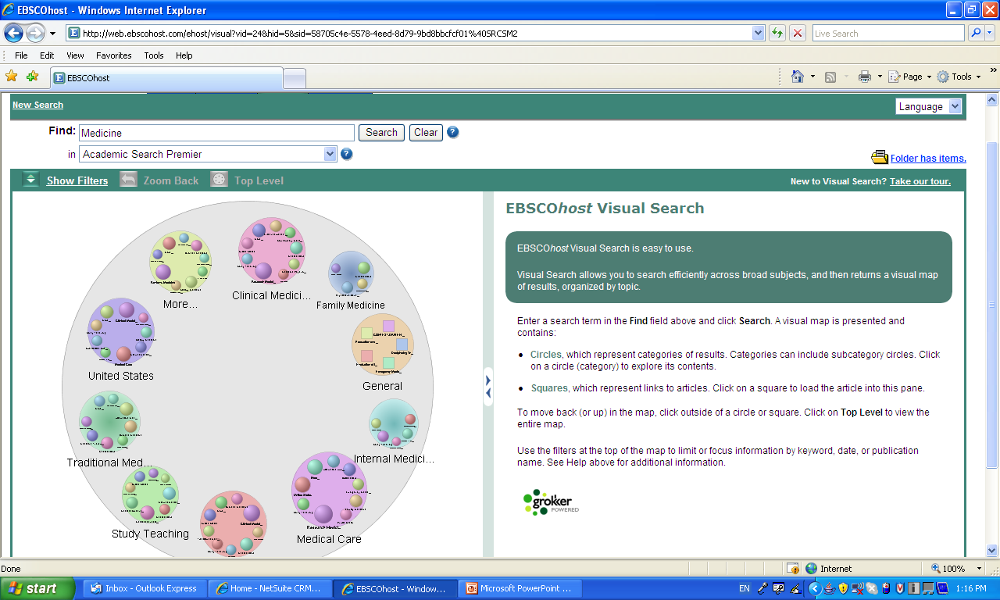 EBSCOhost - Windows Internet Explorer
http://web.ebscohost.com/ehost/visual?vid=24&hid=5&sid=58705c4e-5578-4eed-8d79-9bd8bbcfcf01%40SRCSM2
Live Search
File Edit View Favorites Tools Help
EBSCOhost
Page Tools
New Search
Language
Find: Medicine Search Clear
in Academic Search Premier
Folder has items.
Show Filters Zoom Back Top Level
New to Visual Search? Take our tour.
More...
Clinical Medici...
Family Medicine
United States
General
Traditional Med...
Internal Medici...
Study Teaching
Medical Care
EBSCOhost Visual Search
EBSCOhost Visual Search is easy to use.
Visual Search allows you to search efficiently across broad subjects, and then returns a visual map
of results, organized by topic.
Enter a search term in the Find field above and click Search. A visual map is presented and
contains:
Circles, which represent categories of results. Categories can include subcategory circles. Click
on a circle (category) to explore its contents.
Squares, which represent links to articles. Click on a square to load the article into this pane.
To move back (or up) in the map, click outside of a circle or square. Click on Top Level to view the
entire map.
Use the filters at the top of the map to limit or focus information by keyword, date, or publication
name. See Help above for additional information.
grokker
POWERED
Done
Internet
100%
start
Inbox - Outlook Express
Home - NetSuite CRM...
EBSCOhost - Window...
Microsoft PowerPoint ...
EN
1:16 PM